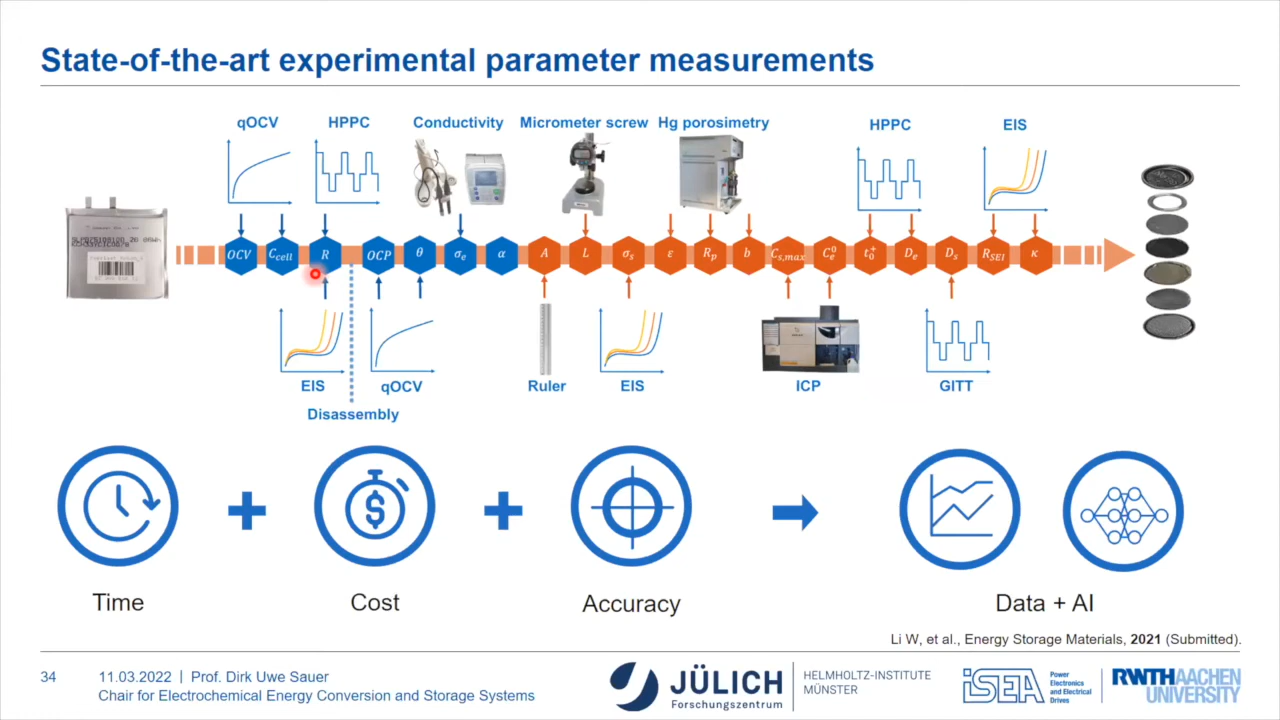 State-of-the-art experimental parameter measurements
qOCV
HPPC
Conductivity
Micrometer screw
Hg porosimetry
HPPC
EIS
OCV
C_cell
R
OCP
θ
σ_e
α
A
L
σ_s
ε
R_p
b
C_s,max
C_e^0
t_0^+
D_e
D_s
R_SEI
κ
EIS
qOCV
Ruler
EIS
ICP
GITT
Disassembly
$
Time
Cost
Accuracy
Data + AI
Li W, et al., Energy Storage Materials, 2021 (Submitted).
34
11.03.2022 | Prof. Dirk Uwe Sauer
Chair for Electrochemical Energy Conversion and Storage Systems
JÜLICH
Forschungszentrum
HELMHOLTZ-INSTITUTE
MÜNSTER
iSEA
Power
Electronics
and Electrical
Drives
RWTHAACHEN
UNIVERSITY